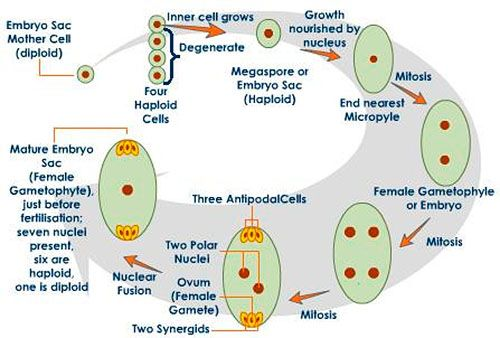 Embryo Sac
Mother Cell
(diploid)
Inner cell grows
Degenerate
Four
Haploid
Cells
Megaspore or
Embryo Sac
(Haploid)
Growth
nourished by
nucleus
End nearest
Micropyle
Mitosis
Female Gametophyle
or Embryo
Mitosis
Mitosis
Three AntipodalCells
Two Polar
Nuclei
Ovum
(Female
Gamete)
Two Synergids
Nuclear
Fusion
Mature Embryo
Sac
(Female
Gametophyte),
just before
fertilisation;
seven nuclei
present,
six are
haploid,
one is diploid